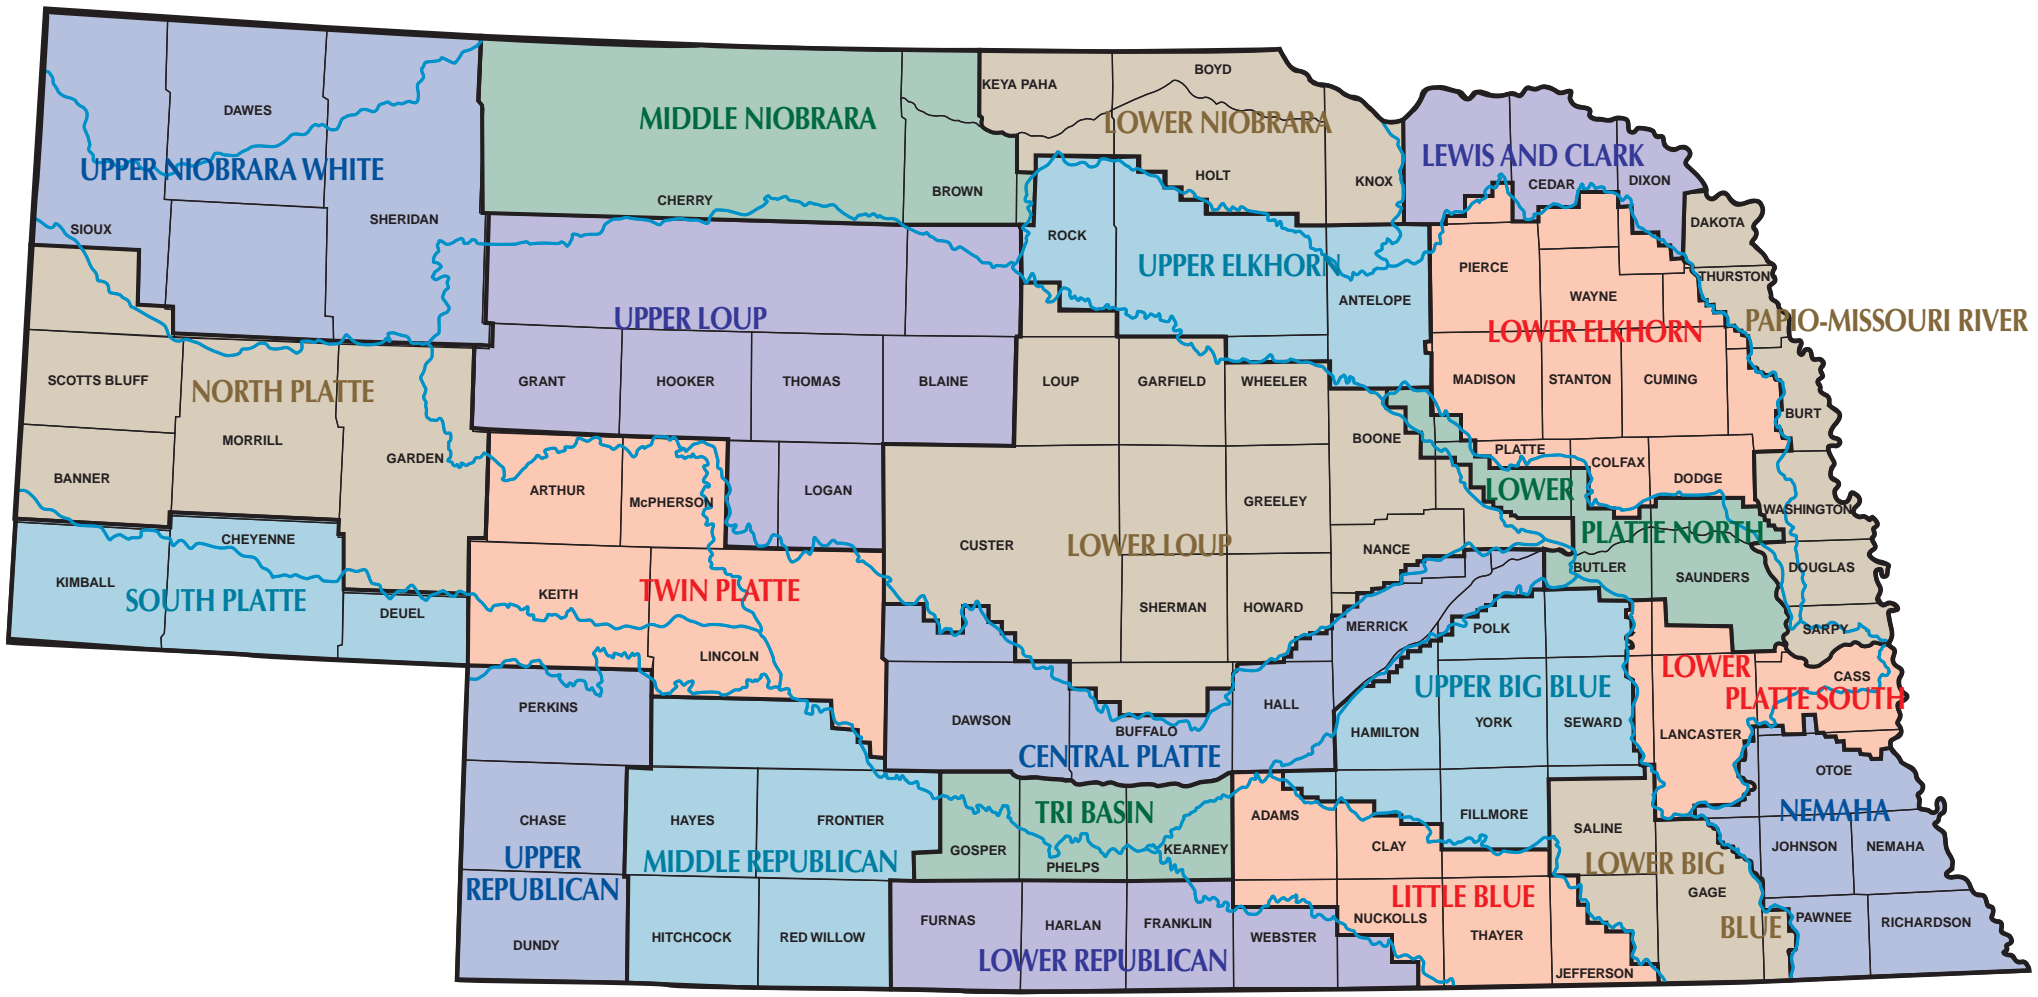 BOYD
KEYA PAHA
DAWES
MIDDLE NIOBRARA
LOWER NIOBRARA
UPPER NIOBRARA WHITE
LEWIS AND CLARK
HOLT
KNOX
CEDAR
DIXON
BROWN
CHERRY
SHERIDAN
SIOUX
DAKOTA
ROCK
UPPER ELKHORN
PIERCE
THURSTON
ANTELOPE
WAYNE
UPPER LOUP
LOWER ELKHORN
PAPIO-MISSOURI RIVER
SCOTTS BLUFF
NORTH PLATTE
GRANT
HOOKER
THOMAS
BLAINE
LOUP
GARFIELD
WHEELER
MADISON
STANTON
CUMING
BURT
MORRILL
GARDEN
BOONE
PLATTE
COLFAX
BANNER
ARTHUR
McPHERSON
LOGAN
GREELEY
LOWER
PLATTE NORTH
DODGE
WASHINGTON
CHEYENNE
CUSTER
LOWER LOUP
NANCE
BUTLER
SAUNDERS
DOUGLAS
KIMBALL
SOUTH PLATTE
DEUEL
KEITH
TWIN PLATTE
SHERMAN
HOWARD
MERRICK
POLK
SARPY
LINCOLN
LOWER
PLATTE SOUTH
CASS
UPPER BIG BLUE
PERKINS
DAWSON
BUFFALO
HALL
HAMILTON
YORK
SEWARD
LANCASTER
CENTRAL PLATTE
OTOE
CHASE
HAYES
FRONTIER
TRI BASIN
ADAMS
FILLMORE
SALINE
NEMAHA
UPPER
REPUBLICAN
MIDDLE REPUBLICAN
GOSPER
PHELPS
KEARNEY
CLAY
LOWER BIG
BLUE
JOHNSON
NEMAHA
GAGE
LITTLE BLUE
FURNAS
HARLAN
FRANKLIN
NUCKOLLS
PAWNEE
RICHARDSON
DUNDY
HITCHCOCK
RED WILLOW
LOWER REPUBLICAN
WEBSTER
THAYER
JEFFERSON